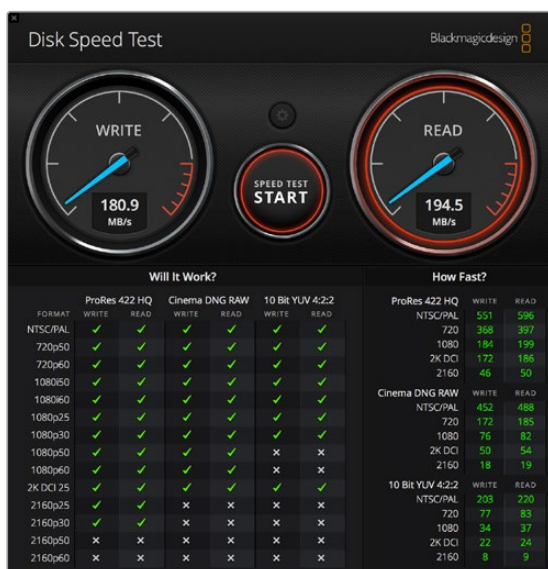 Disk Speed Test
Blackmagicdesign
WRITE
180.9
MB/s
SPEED TEST
START
READ
194.5
MB/s
Will It Work?
ProRes 422 HQ Cinema DNG RAW 10 Bit YUV 4:2:2
FORMAT WRITE READ WRITE READ WRITE READ
NTSC/PAL ✓ ✓ ✓ ✓ ✓ ✓
720p50 ✓ ✓ ✓ ✓ ✓ ✓
720p60 ✓ ✓ ✓ ✓ ✓ ✓
1080i50 ✓ ✓ ✓ ✓ ✓ ✓
1080i60 ✓ ✓ ✓ ✓ ✓ ✓
1080p25 ✓ ✓ ✓ ✓ ✓ ✓
1080p30 ✓ ✓ ✓ ✓ ✓ ✓
1080p50 ✓ ✓ ✓ ✓ × ×
1080p60 ✓ ✓ ✓ ✓ × ×
2K DCI 25 ✓ ✓ ✓ ✓ ✓ ✓
2160p25 ✓ ✓ × × × ×
2160p30 ✓ ✓ × × × ×
2160p50 × × × × × ×
2160p60 × × × × × ×
How Fast?
ProRes 422 HQ WRITE READ
NTSC/PAL 551 596
720 368 397
1080 184 199
2K DCI 172 186
2160 46 50
Cinema DNG RAW WRITE READ
NTSC/PAL 452 488
720 172 185
1080 76 82
2K DCI 50 54
2160 18 19
10 Bit YUV 4:2:2 WRITE READ
NTSC/PAL 203 220
720 77 83
1080 34 37
2K DCI 22 24
2160 8 9